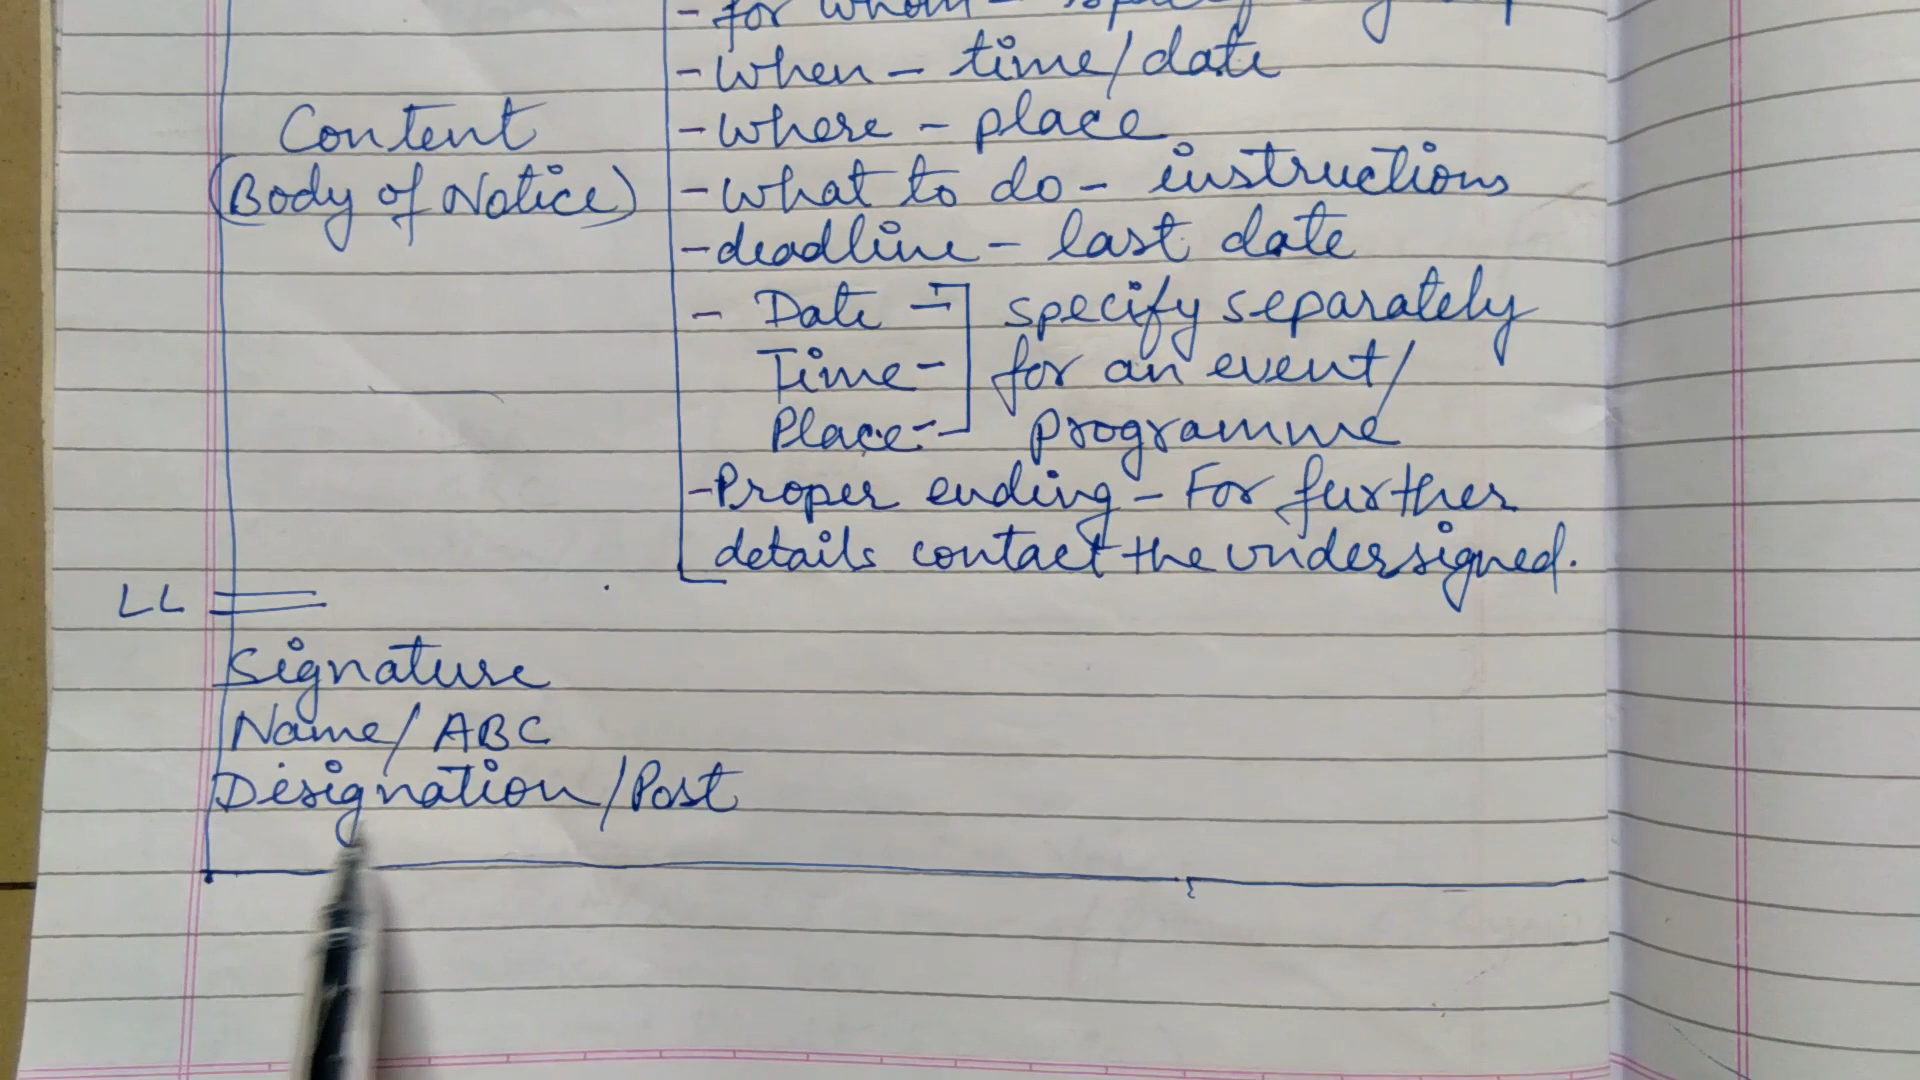 - for whom -
- when - time/date
Content
- where - place
(Body of Notice)
- what to do - instructions
- deadline - last date
- Date - specify separately
Time - for an event/
Place - programme
- Proper ending - For further
details contact the undersigned.
LL
Signature
Name/ ABC
Designation/Post